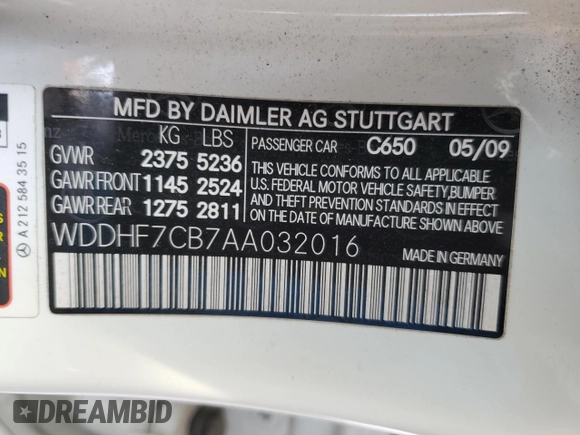 MFD BY DAIMLER AG STUTTGART
KG LBS
PASSENGER CAR C650 05/09
GVWR 2375 5236
GAWR FRONT 1145 2524
GAWR REAR 1275 2811
THIS VEHICLE CONFORMS TO ALL APPLICABLE
U.S. FEDERAL MOTOR VEHICLE SAFETY, BUMPER
AND THEFT PREVENTION STANDARDS IN EFFECT
ON THE DATE OF MANUFACTURE SHOWN ABOVE.
WDDHF7CB7AA032016
MADE IN GERMANY
A 212 584 35 15
DREAMBID